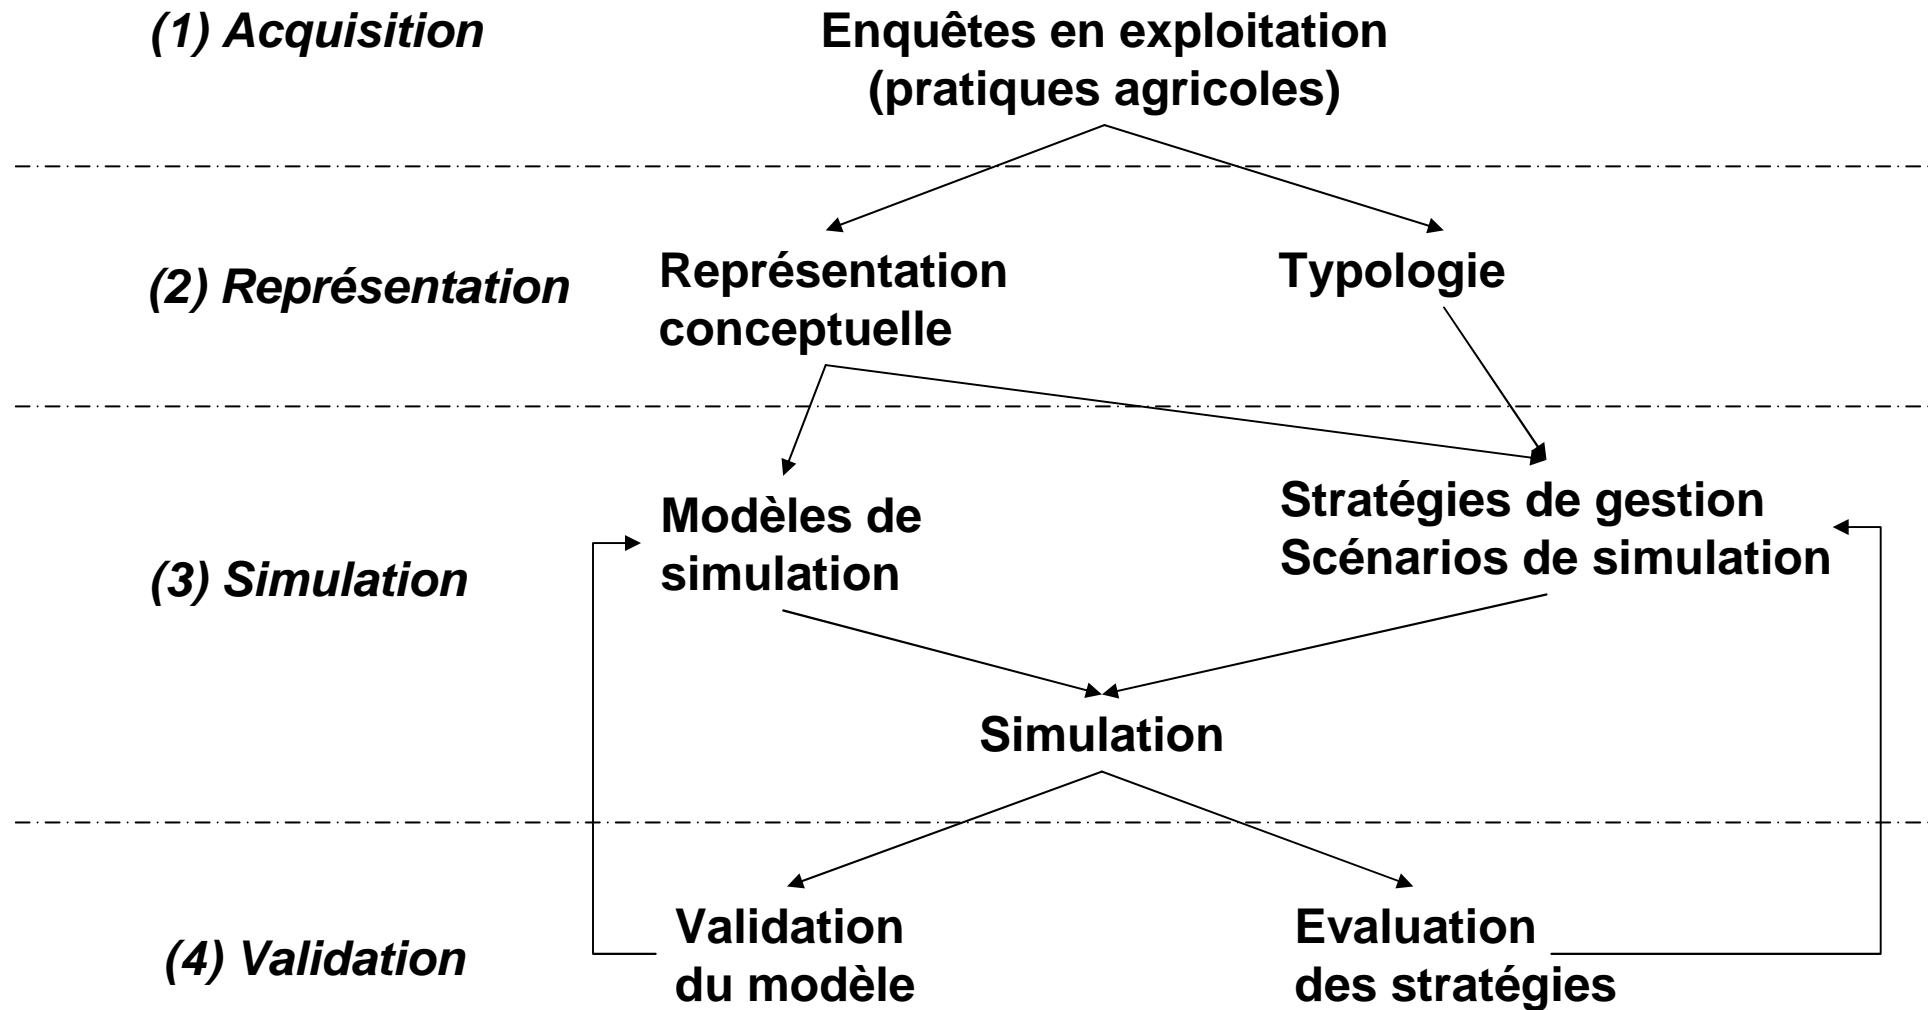 (1) Acquisition
Enquêtes en exploitation
(pratiques agricoles)
(2) Représentation
Représentation
conceptuelle
Typologie
(3) Simulation
Modèles de
simulation
Stratégies de gestion
Scénarios de simulation
Simulation
(4) Validation
Validation
du modèle
Evaluation
des stratégies